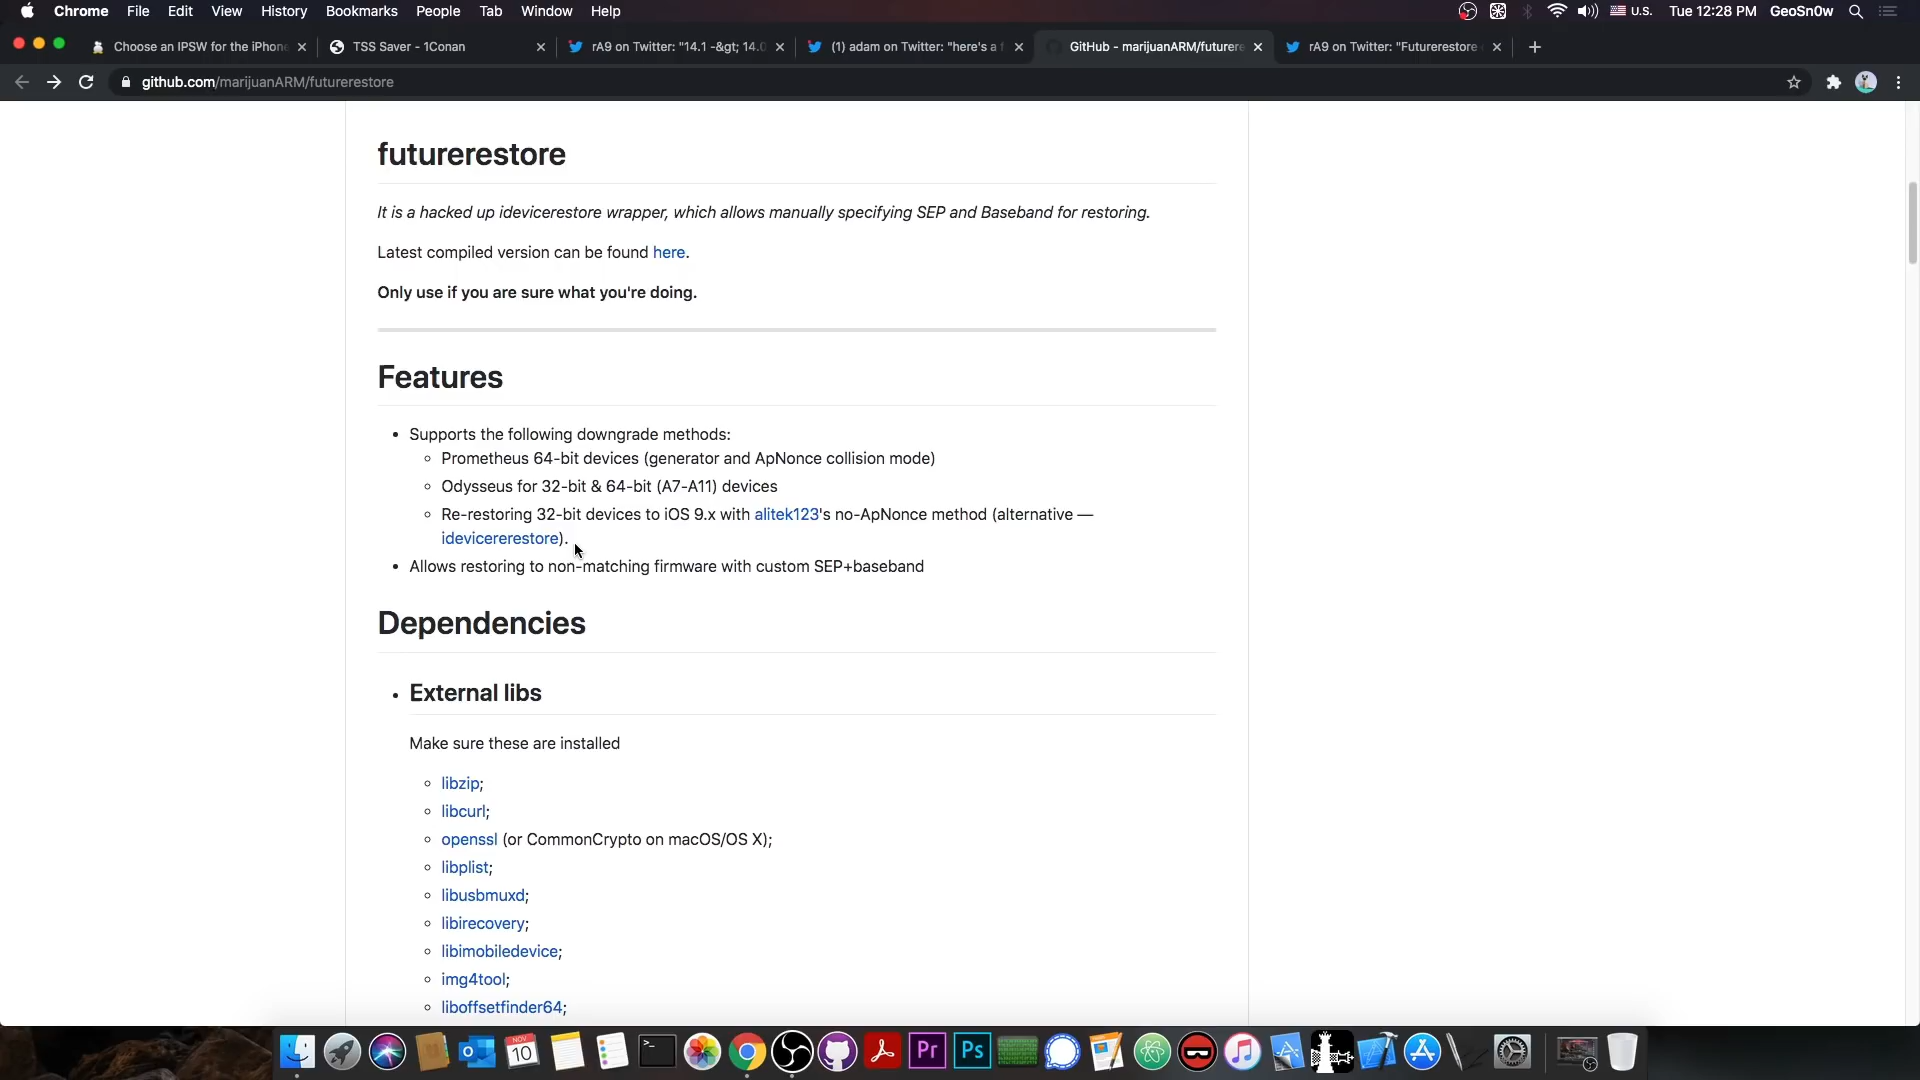 Chrome File Edit View History Bookmarks People Tab Window Help U.S. Tue 12:28 PM GeoSn0w
Choose an IPSW for the iPhone TSS Saver - 1Conan rA9 on Twitter: "14.1 -&gt; 14.0 (1) adam on Twitter: "here's a f GitHub - marijuanARM/futurere rA9 on Twitter: "Futurerestore
github.com/marijuanARM/futurerestore
futurerestore
It is a hacked up idevicerestore wrapper, which allows manually specifying SEP and Baseband for restoring.
Latest compiled version can be found here.
Only use if you are sure what you're doing.
Features
• Supports the following downgrade methods:
◦ Prometheus 64-bit devices (generator and ApNonce collision mode)
◦ Odysseus for 32-bit & 64-bit (A7-A11) devices
◦ Re-restoring 32-bit devices to iOS 9.x with alitek123's no-ApNonce method (alternative —
idevicererestore).
• Allows restoring to non-matching firmware with custom SEP+baseband
Dependencies
• External libs
Make sure these are installed
◦ libzip;
◦ libcurl;
◦ openssl (or CommonCrypto on macOS/OS X);
◦ libplist;
◦ libusbmuxd;
◦ libirecovery;
◦ libimobiledevice;
◦ img4tool;
◦ liboffsetfinder64;
NOV
10
Pr
Ps